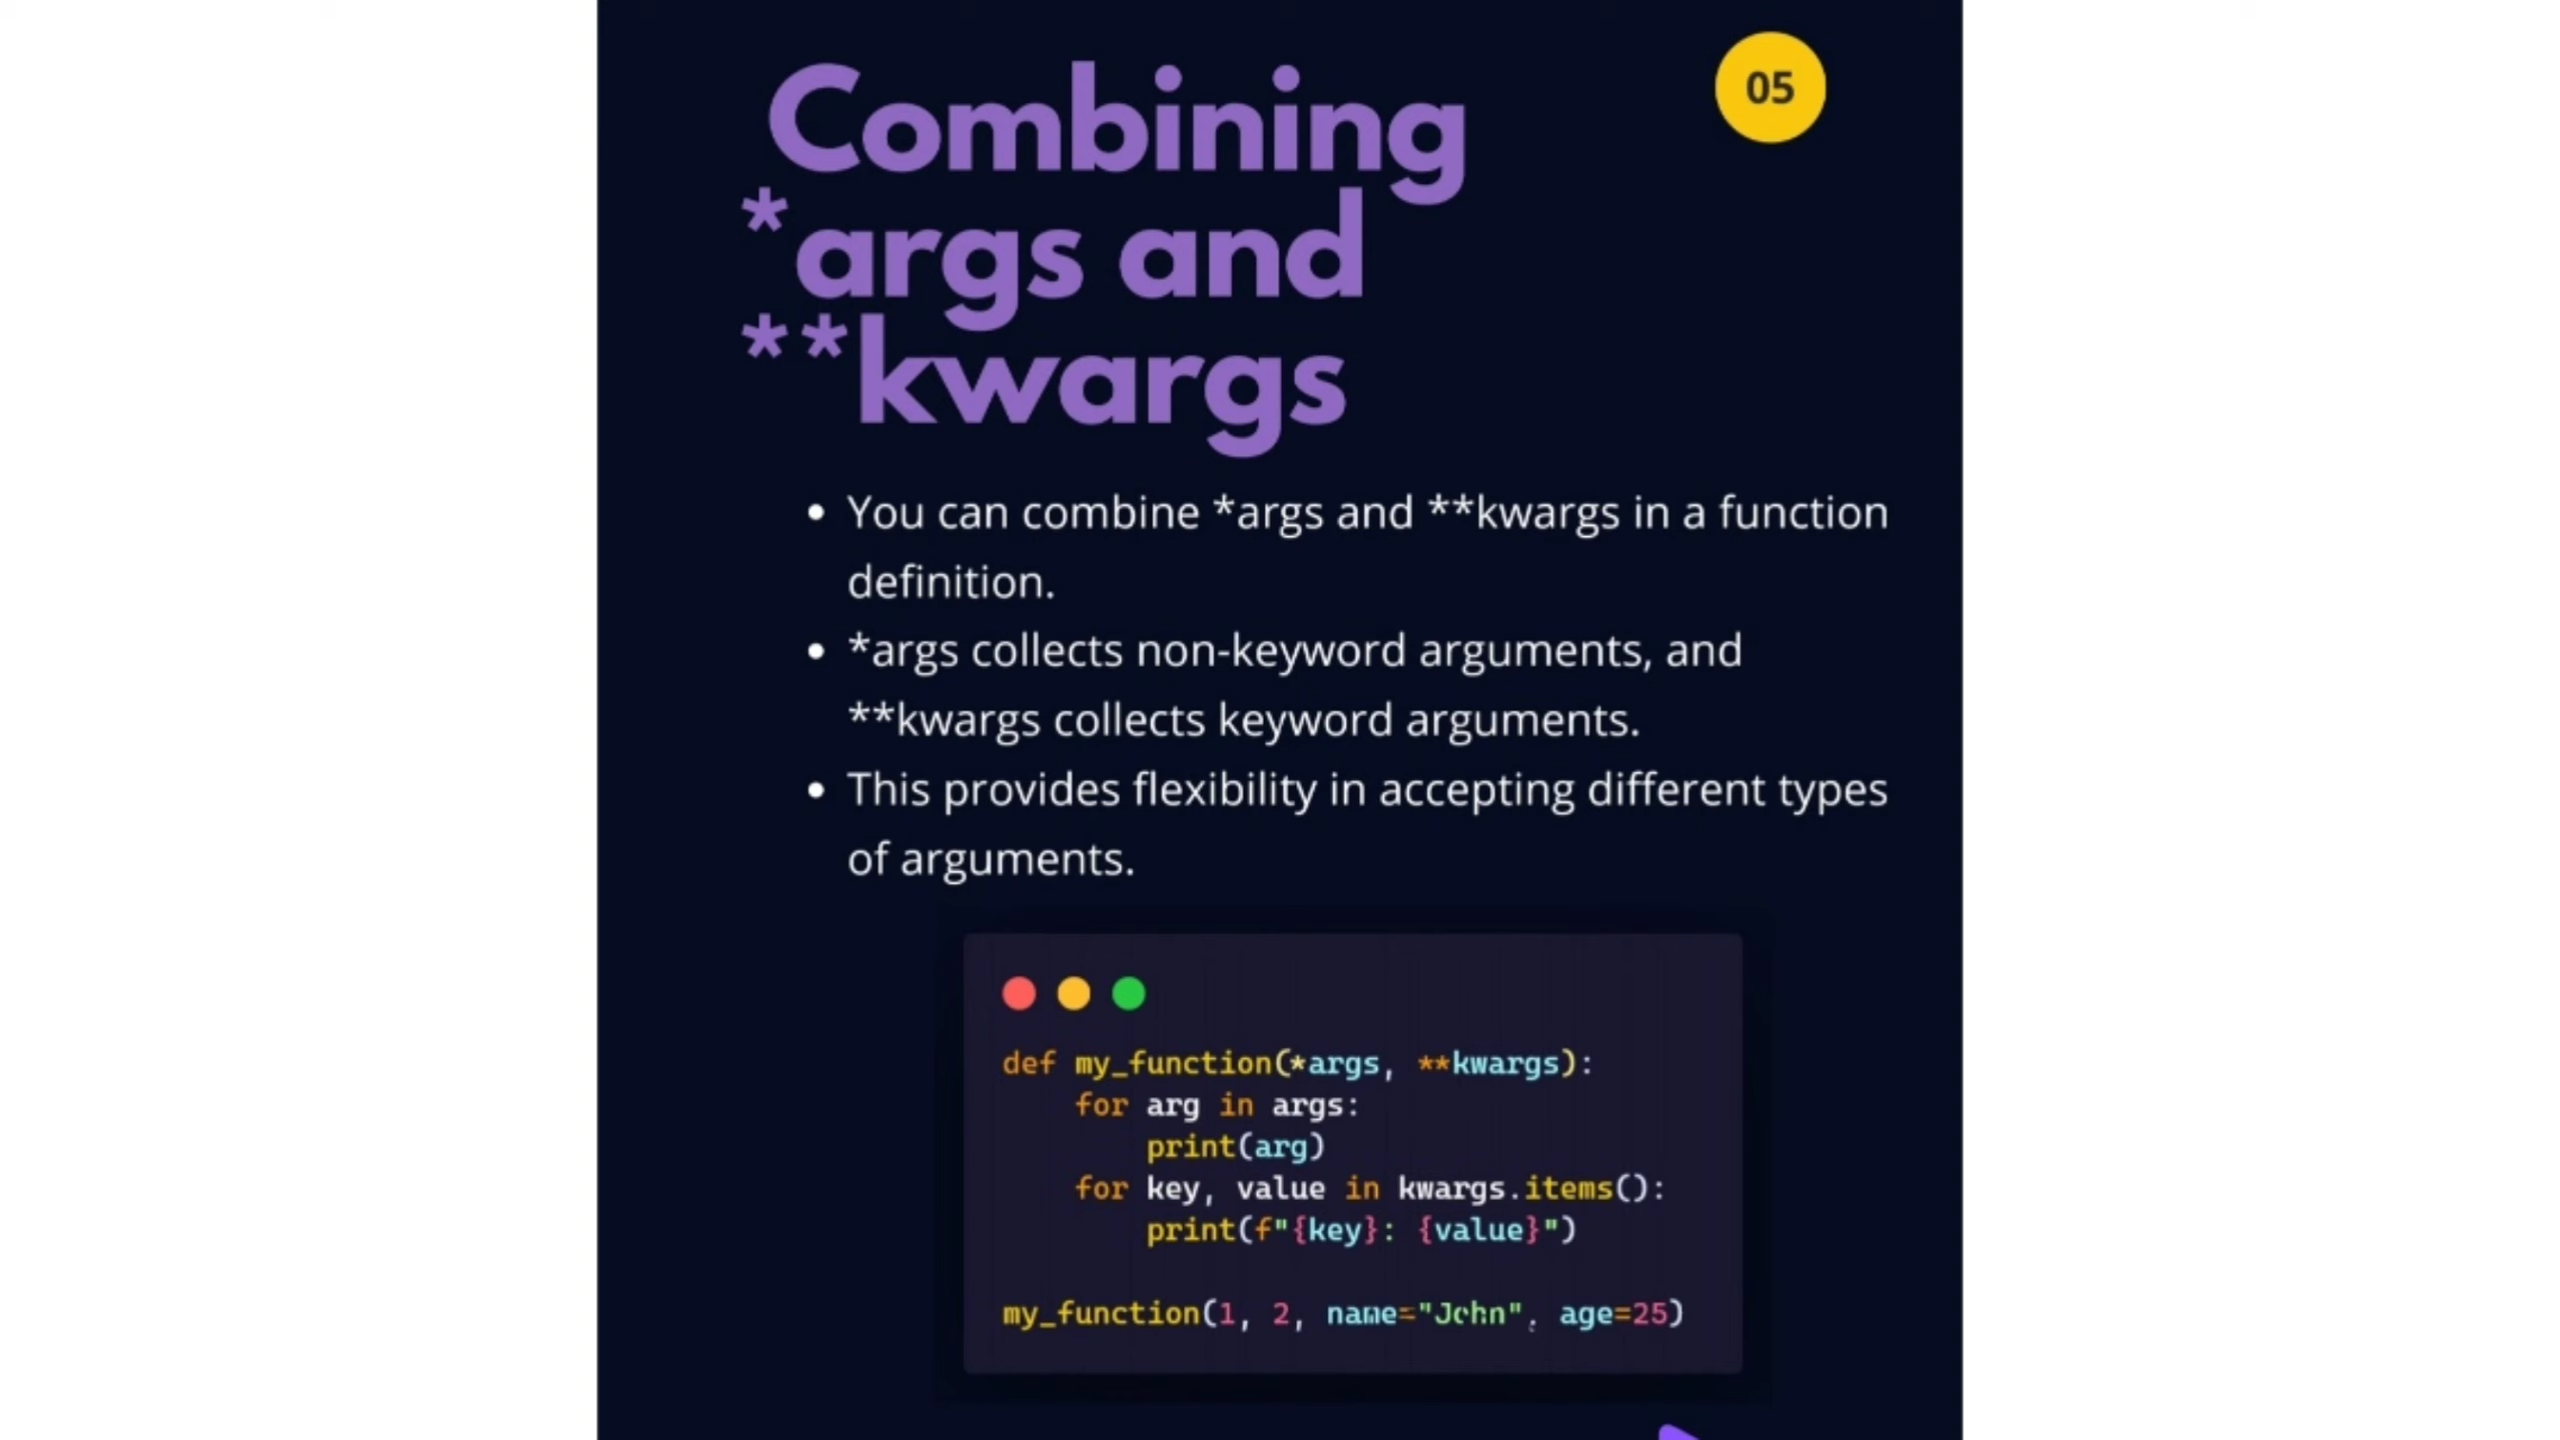 05
Combining
*args and
**kwargs
• You can combine *args and **kwargs in a function
definition.
• *args collects non-keyword arguments, and
**kwargs collects keyword arguments.
• This provides flexibility in accepting different types
of arguments.
def my_function(*args, **kwargs):
    for arg in args:
        print(arg)
    for key, value in kwargs.items():
        print(f"{key}: {value}")
my_function(1, 2, name="John", age=25)